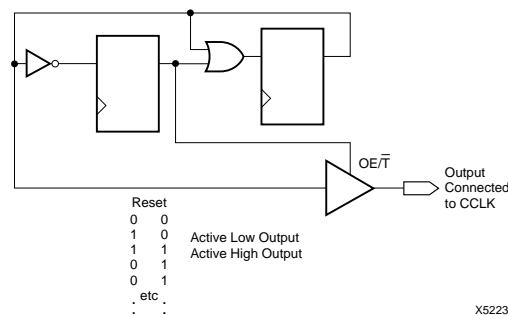 OE/T
Output
Connected
to CCLK
Reset
0 0
1 0
1 1
0 1
0 1
. etc .
. .
Active Low Output
Active High Output
X5223